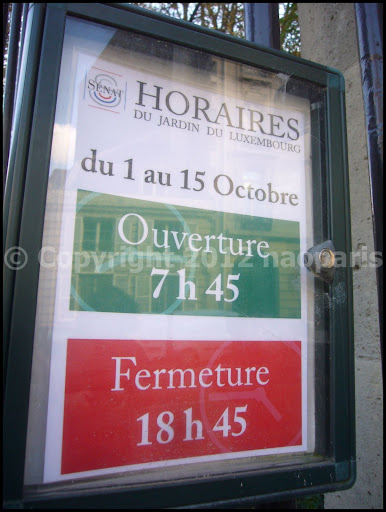 SÉNAT
HORAIRES
DU JARDIN DU LUXEMBOURG
du 1 au 15 Octobre
Ouverture
7 h 45
© Copyright 2012 naoparis
Fermeture
18 h 45